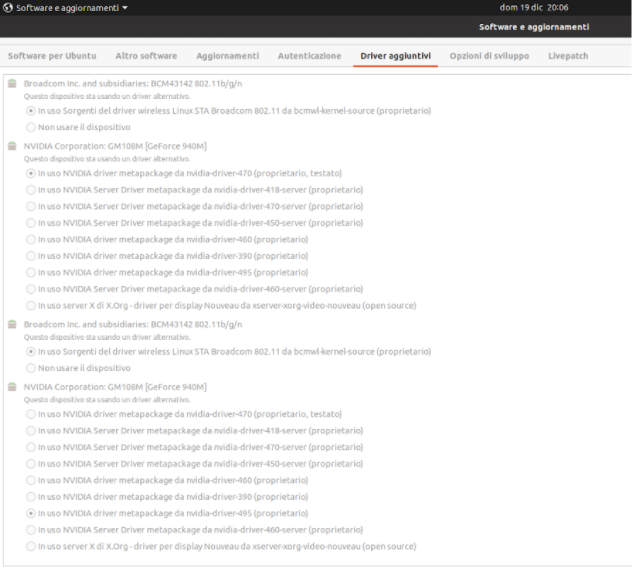 Software e aggiornamenti
dom 19 dic 20:06
Software e aggiornamenti
Software per Ubuntu Altro software Aggiornamenti Autenticazione Driver aggiuntivi Opzioni di sviluppo Livepatch
Broadcom Inc. and subsidiaries: BCM43142 802.11b/g/n
Questo dispositivo sta usando un driver alternativo.
In uso Sorgenti del driver wireless Linux STA Broadcom 802.11 da bcmwl-kernel-source (proprietario)
Non usare il dispositivo
NVIDIA Corporation: GM108M [GeForce 940M]
Questo dispositivo sta usando un driver alternativo.
In uso NVIDIA driver metapackage da nvidia-driver-470 (proprietario, testato)
In uso NVIDIA Server Driver metapackage da nvidia-driver-418-server (proprietario)
In uso NVIDIA Server Driver metapackage da nvidia-driver-470-server (proprietario)
In uso NVIDIA Server Driver metapackage da nvidia-driver-450-server (proprietario)
In uso NVIDIA driver metapackage da nvidia-driver-460 (proprietario)
In uso NVIDIA driver metapackage da nvidia-driver-390 (proprietario)
In uso NVIDIA driver metapackage da nvidia-driver-495 (proprietario)
In uso NVIDIA Server Driver metapackage da nvidia-driver-460-server (proprietario)
In uso server X di X.Org - driver per display Nouveau da xserver-xorg-video-nouveau (open source)
Broadcom Inc. and subsidiaries: BCM43142 802.11b/g/n
Questo dispositivo sta usando un driver alternativo.
In uso Sorgenti del driver wireless Linux STA Broadcom 802.11 da bcmwl-kernel-source (proprietario)
Non usare il dispositivo
NVIDIA Corporation: GM108M [GeForce 940M]
Questo dispositivo sta usando un driver alternativo.
In uso NVIDIA driver metapackage da nvidia-driver-470 (proprietario, testato)
In uso NVIDIA Server Driver metapackage da nvidia-driver-418-server (proprietario)
In uso NVIDIA Server Driver metapackage da nvidia-driver-470-server (proprietario)
In uso NVIDIA Server Driver metapackage da nvidia-driver-450-server (proprietario)
In uso NVIDIA driver metapackage da nvidia-driver-460 (proprietario)
In uso NVIDIA driver metapackage da nvidia-driver-390 (proprietario)
In uso NVIDIA driver metapackage da nvidia-driver-495 (proprietario)
In uso NVIDIA Server Driver metapackage da nvidia-driver-460-server (proprietario)
In uso server X di X.Org - driver per display Nouveau da xserver-xorg-video-nouveau (open source)